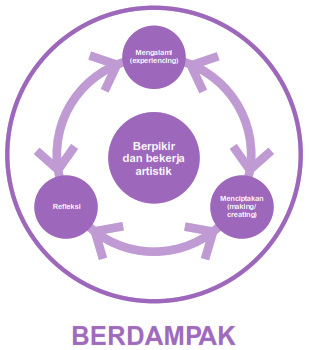 Mengalami
(experiencing)
Berpikir
dan bekerja
artistik
Refleksi
Menciptakan
(making/
creating)
BERDAMPAK